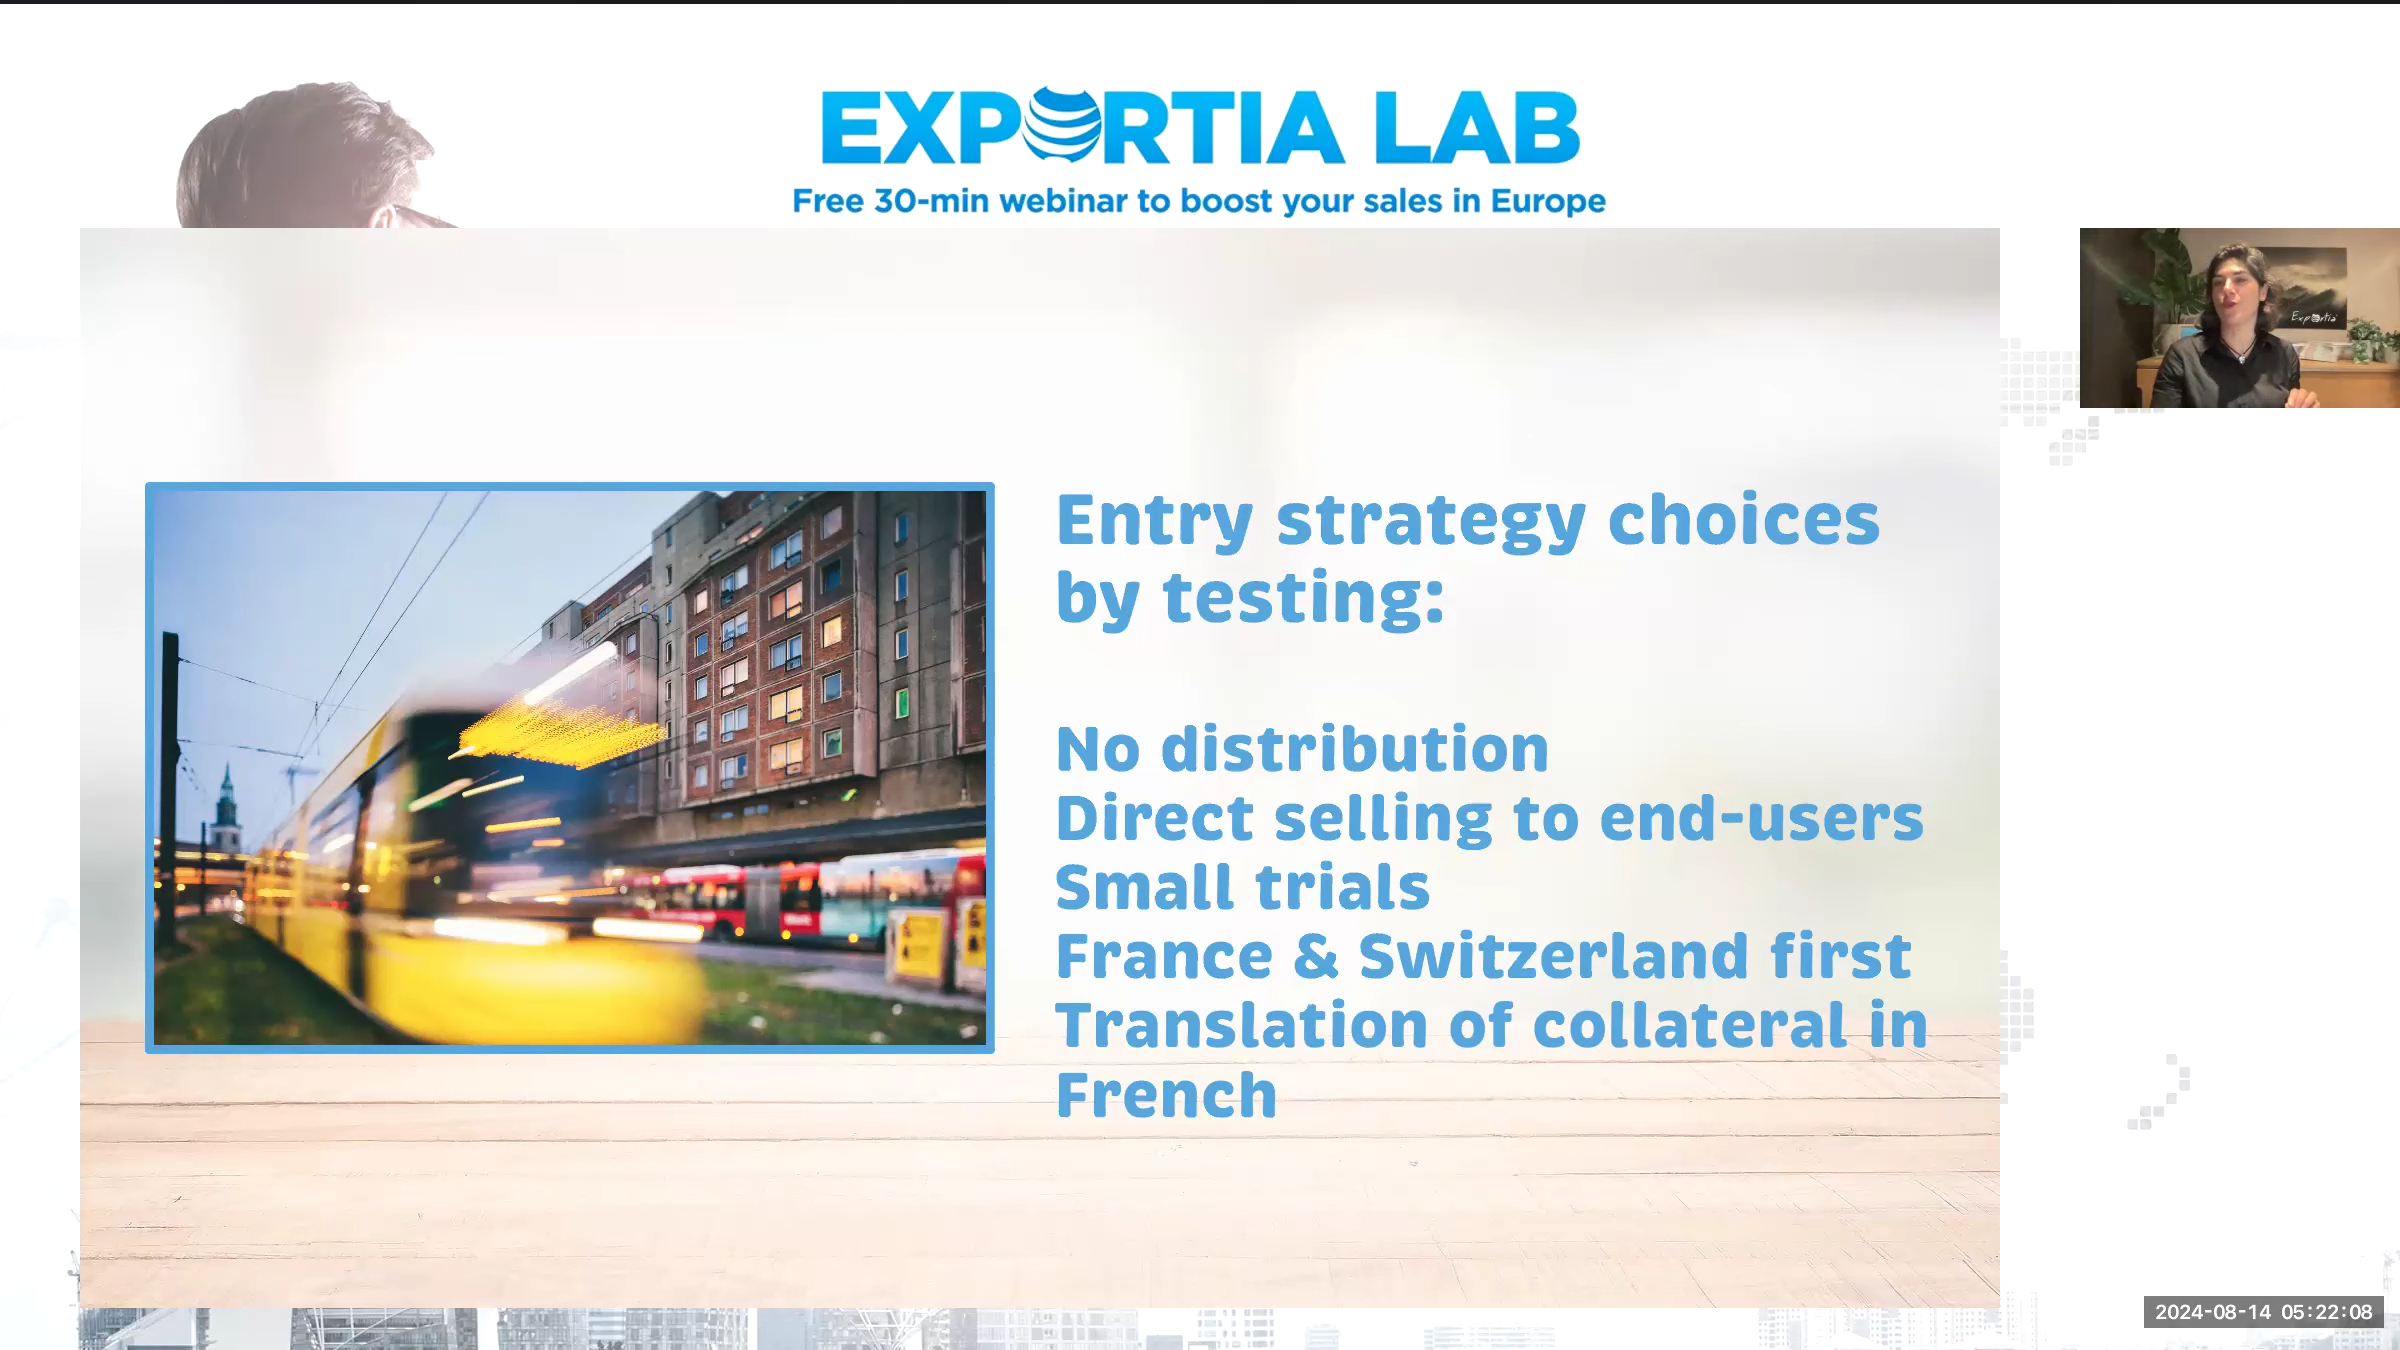 EXPORTIA LAB
Free 30-min webinar to boost your sales in Europe
Exportia
Entry strategy choices
by testing:
No distribution
Direct selling to end-users
Small trials
France & Switzerland first
Translation of collateral in
French
2024-08-14 05:22:08